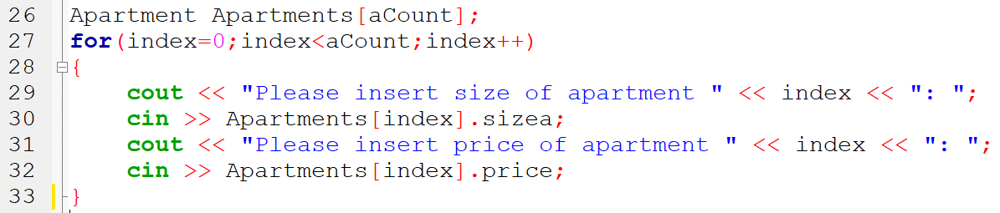 26 Apartment Apartments[aCount];
27 for(index=0;index<aCount;index++)
28 {
29 cout << "Please insert size of apartment " << index << ": ";
30 cin >> Apartments[index].sizea;
31 cout << "Please insert price of apartment " << index << ": ";
32 cin >> Apartments[index].price;
33 }